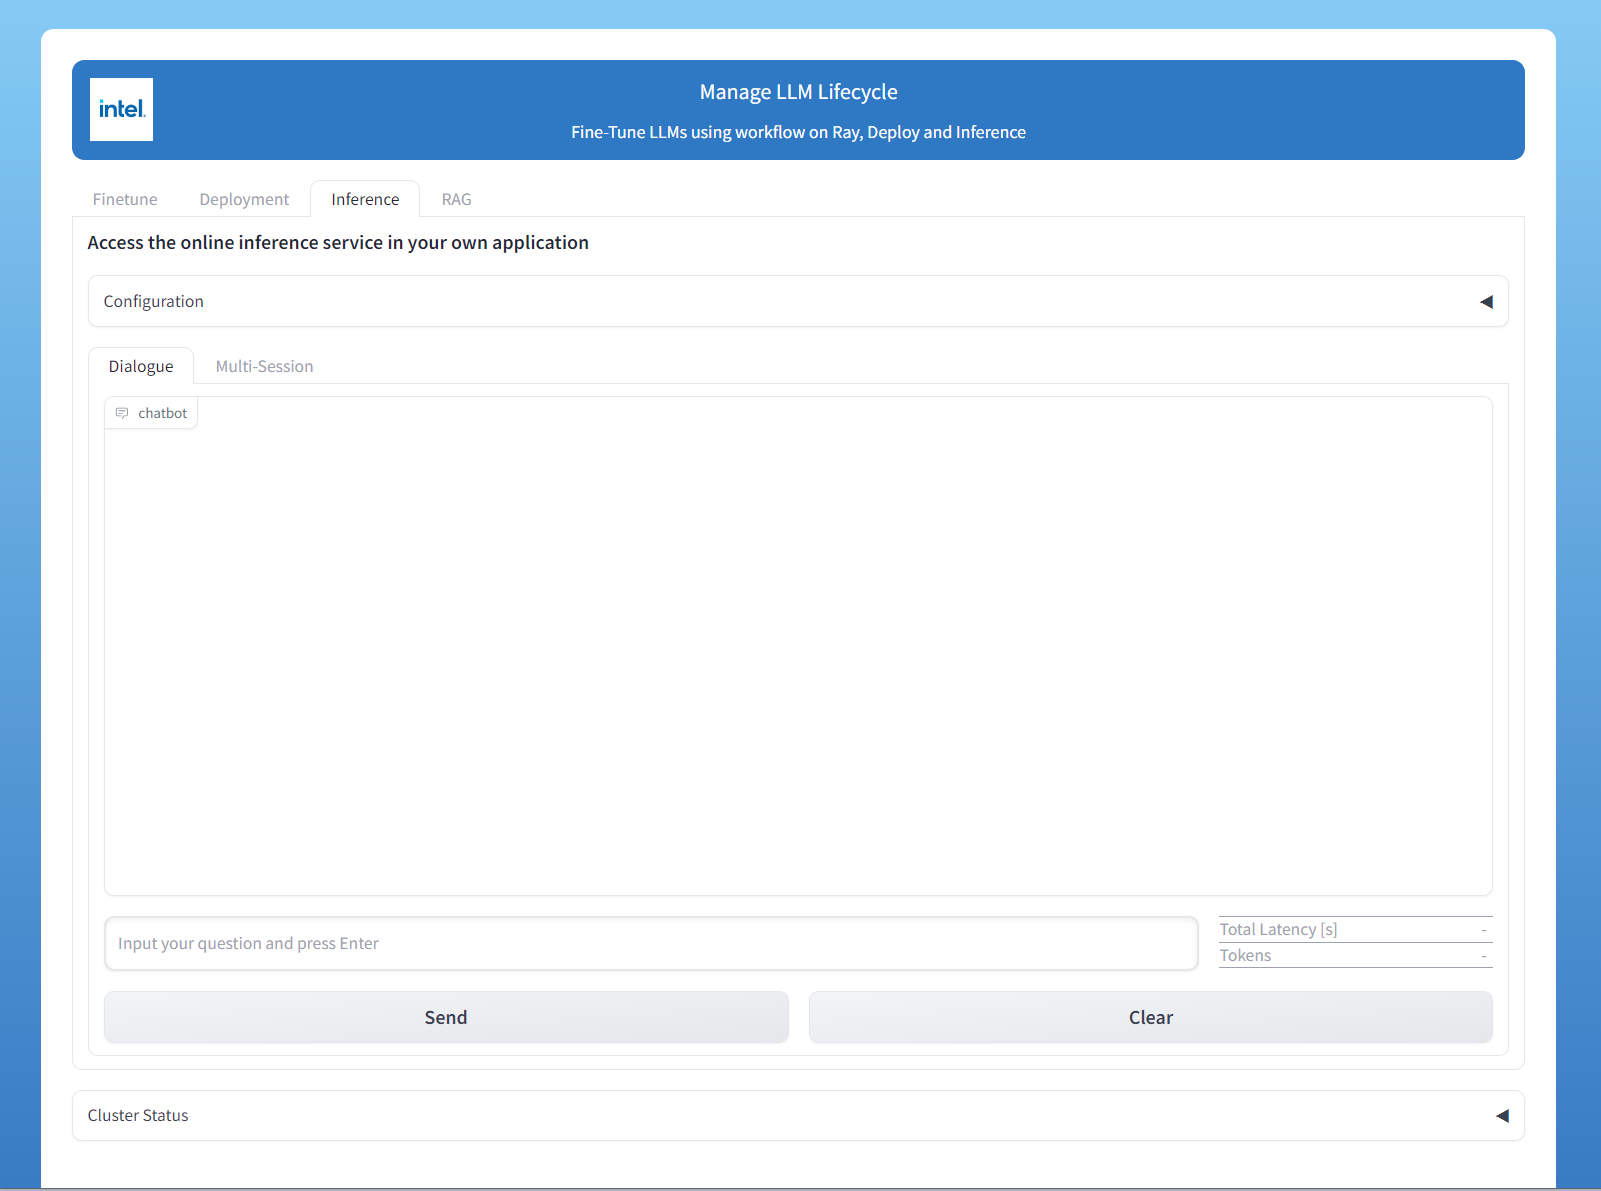 intel.
Manage LLM Lifecycle
Fine-Tune LLMs using workflow on Ray, Deploy and Inference
Finetune Deployment Inference RAG
Access the online inference service in your own application
Configuration
Dialogue Multi-Session
chatbot
Input your question and press Enter
Total Latency [s] -
Tokens -
Send Clear
Cluster Status